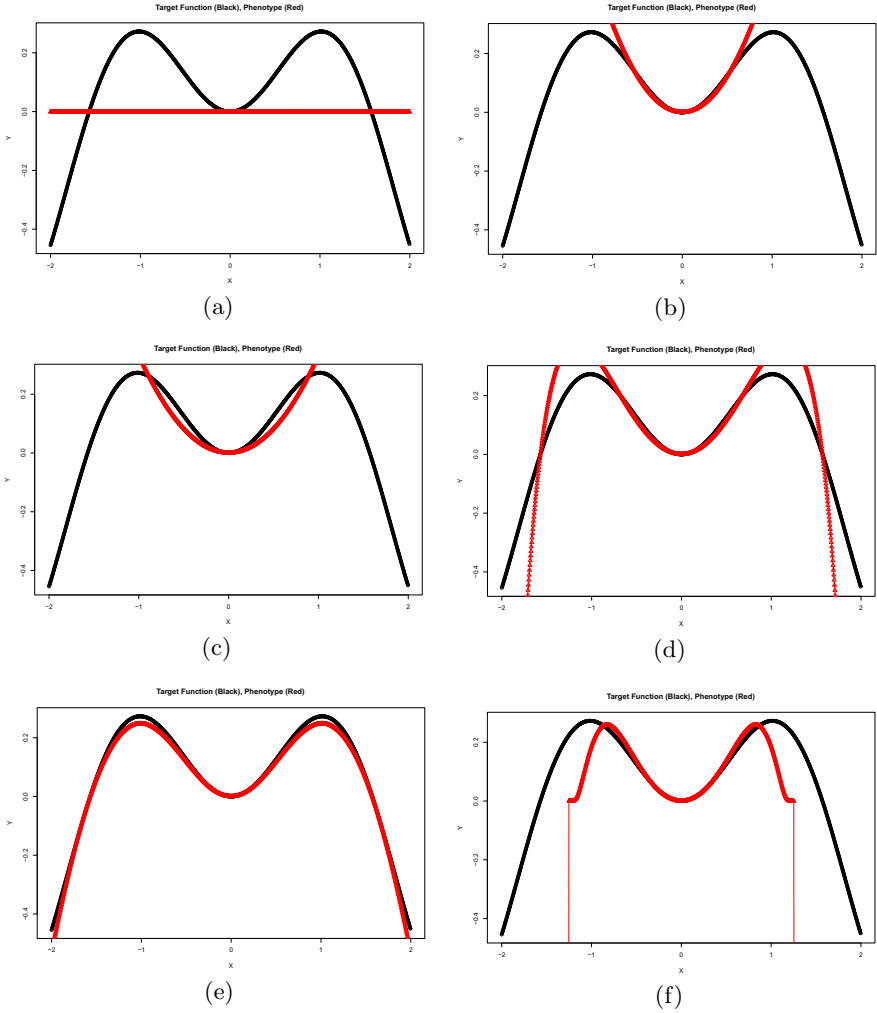 Target Function (Black), Phenotype (Red)
Y
0.2
0.0
−0.2
−0.4
−2 −1 0 1 2
X
(a)
Target Function (Black), Phenotype (Red)
Y
0.2
0.0
−0.2
−0.4
−2 −1 0 1 2
X
(b)
Target Function (Black), Phenotype (Red)
Y
0.2
0.0
−0.2
−0.4
−2 −1 0 1 2
X
(c)
Target Function (Black), Phenotype (Red)
Y
0.2
0.0
−0.2
−0.4
−2 −1 0 1 2
X
(d)
Target Function (Black), Phenotype (Red)
Y
0.2
0.0
−0.2
−0.4
−2 −1 0 1 2
X
(e)
Target Function (Black), Phenotype (Red)
Y
0.2
0.0
−0.2
−0.4
−2 −1 0 1 2
X
(f)